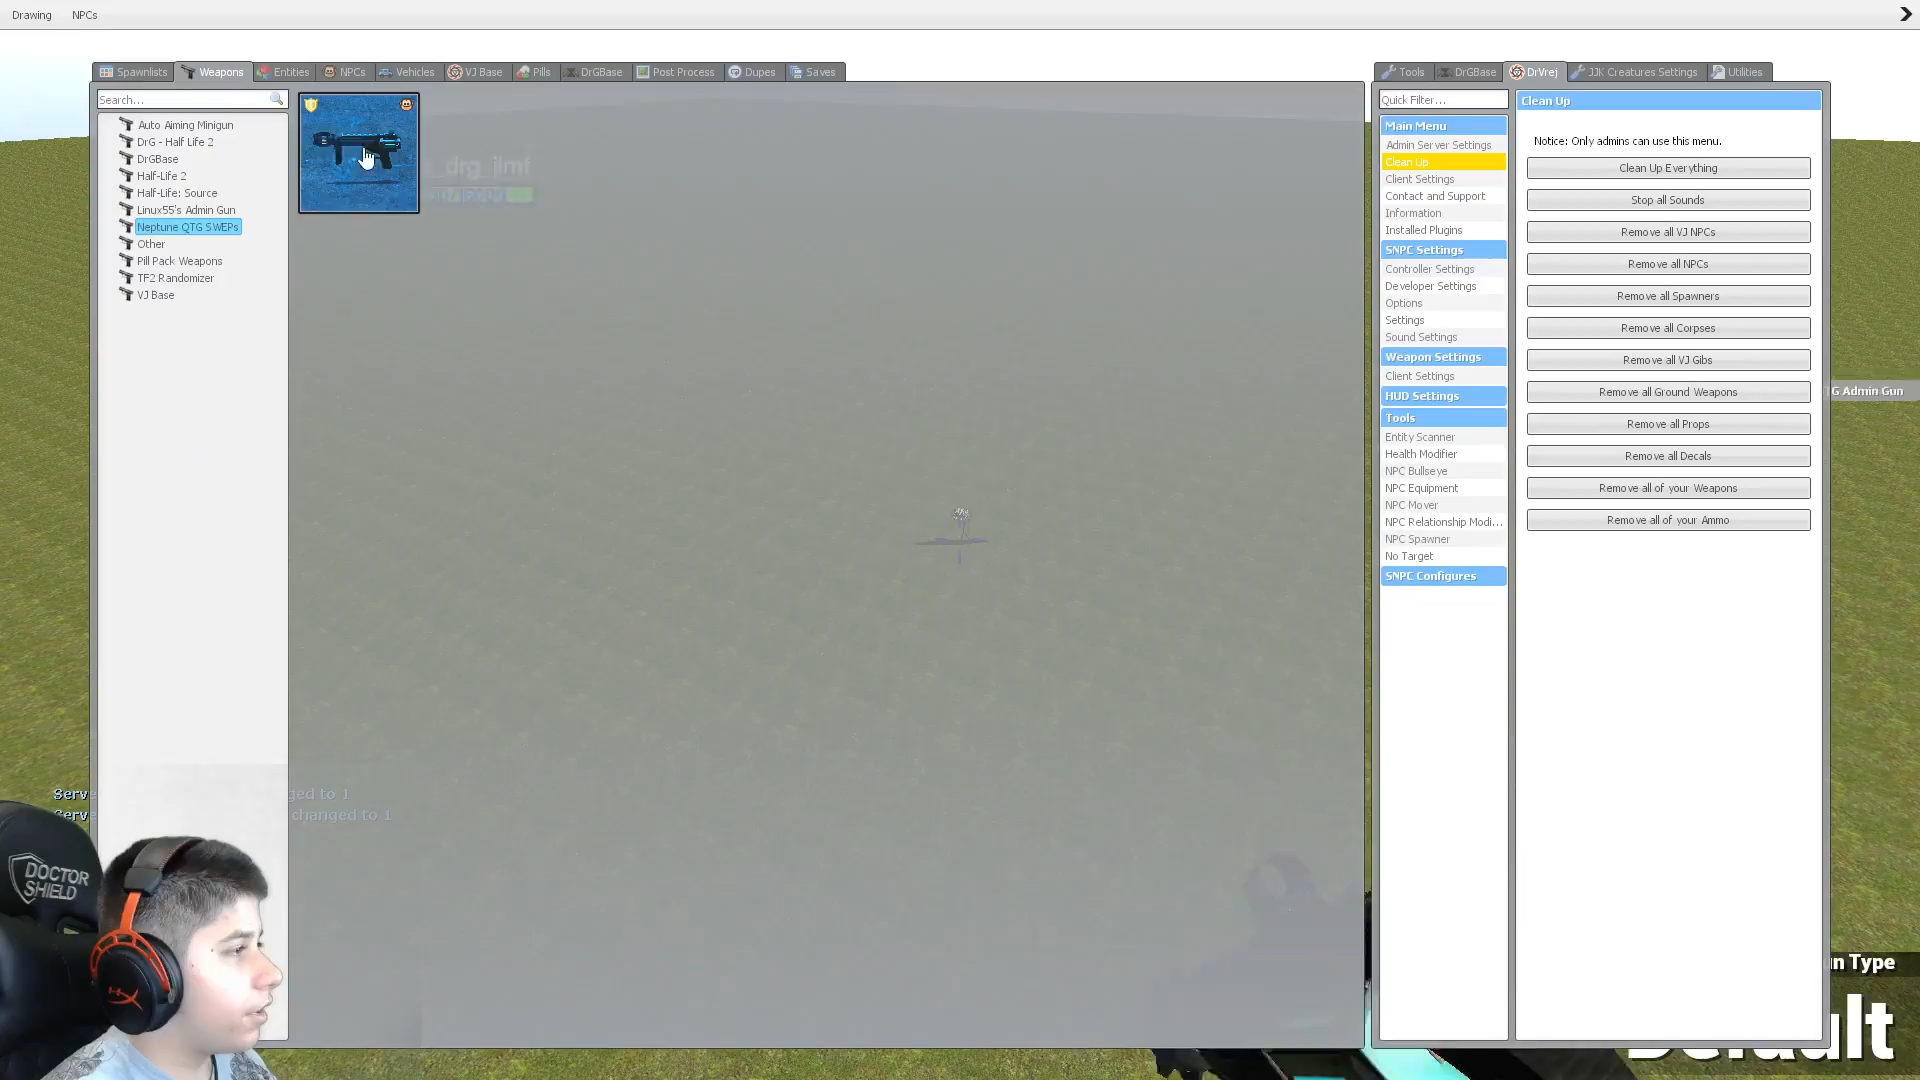 Drawing NPCs
Spawnlists Weapons Entities NPCs Vehicles VJ Base Pills DrGBase Post Process Dupes Saves
Tools DrGBase DrVrej JJK Creatures Settings Utilities
Search...
Auto Aiming Minigun
DrG - Half Life 2
DrGBase
Half-Life 2
Half-Life: Source
Linux55's Admin Gun
Neptune QTG SWEPs
Other
Pill Pack Weapons
TF2 Randomizer
VJ Base
Quick Filter...
Main Menu
Admin Server Settings
Clean Up
Client Settings
Contact and Support
Information
Installed Plugins
SNPC Settings
Controller Settings
Developer Settings
Options
Settings
Sound Settings
Weapon Settings
Client Settings
HUD Settings
Tools
Entity Scanner
Health Modifier
NPC Bullseye
NPC Equipment
NPC Mover
NPC Relationship Modi...
NPC Spawner
No Target
SNPC Configures
Clean Up
Notice: Only admins can use this menu.
Clean Up Everything
Stop all Sounds
Remove all VJ NPCs
Remove all NPCs
Remove all Spawners
Remove all Corpses
Remove all VJ Gibs
Remove all Ground Weapons
Remove all Props
Remove all Decals
Remove all of your Weapons
Remove all of your Ammo
G Admin Gun
Serve ged to 1
Serve changed to 1
DOCTOR
SHIELD
un Type
Default